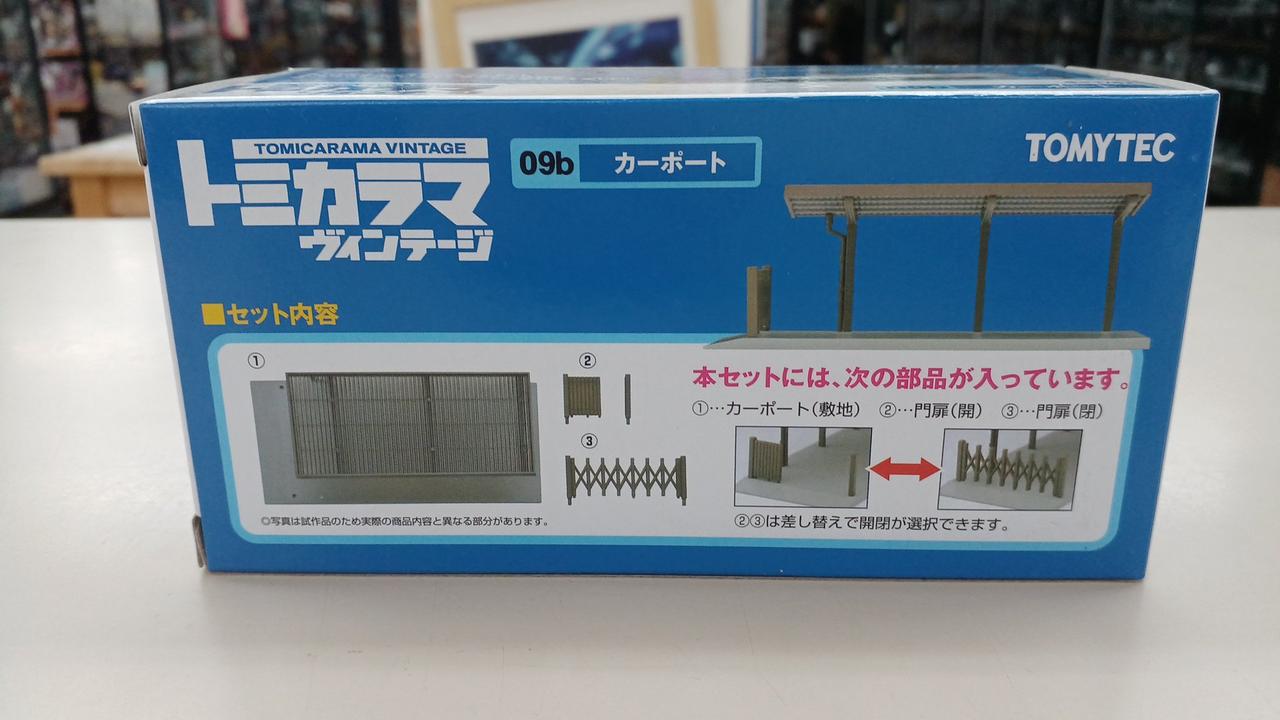 TOMICARAMA VINTAGE
トミカラマ
ヴィンテージ
09b カーポート
TOMYTEC
■セット内容
① ②
③
◎写真は試作品のため実際の商品内容と異なる部分があります。
本セットには、次の部品が入っています。
①…カーポート(敷地) ②…門扉(開) ③…門扉(閉)
②③は差し替えで開閉が選択できます。